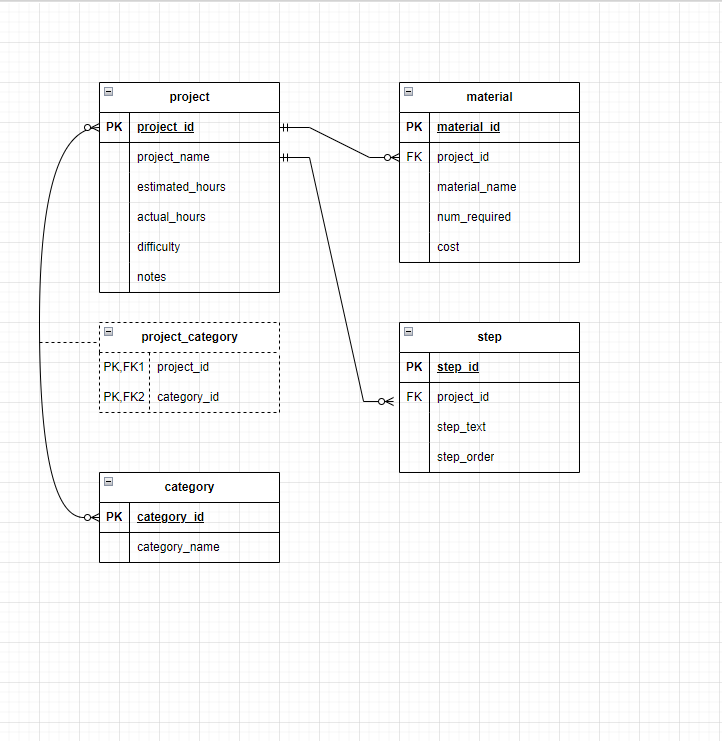 project
PK project_id
project_name
estimated_hours
actual_hours
difficulty
notes
material
PK material_id
FK project_id
material_name
num_required
cost
project_category
PK,FK1 project_id
PK,FK2 category_id
step
PK step_id
FK project_id
step_text
step_order
category
PK category_id
category_name